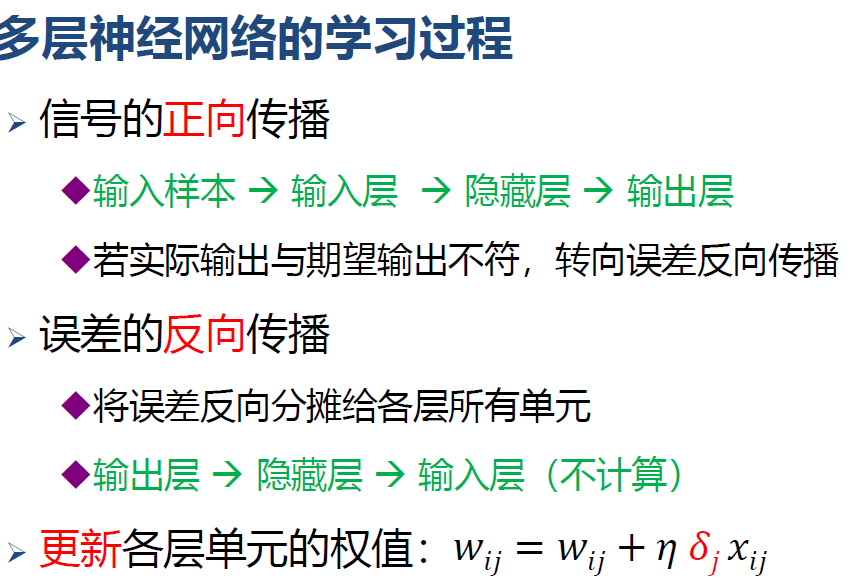 多层神经网络的学习过程
➢ 信号的正向传播
◆输入样本 → 输入层 → 隐藏层 → 输出层
◆若实际输出与期望输出不符，转向误差反向传播
➢ 误差的反向传播
◆将误差反向分摊给各层所有单元
◆输出层 → 隐藏层 → 输入层（不计算）
➢ 更新各层单元的权值：w_{ij} = w_{ij} + η δ_j x_{ij}